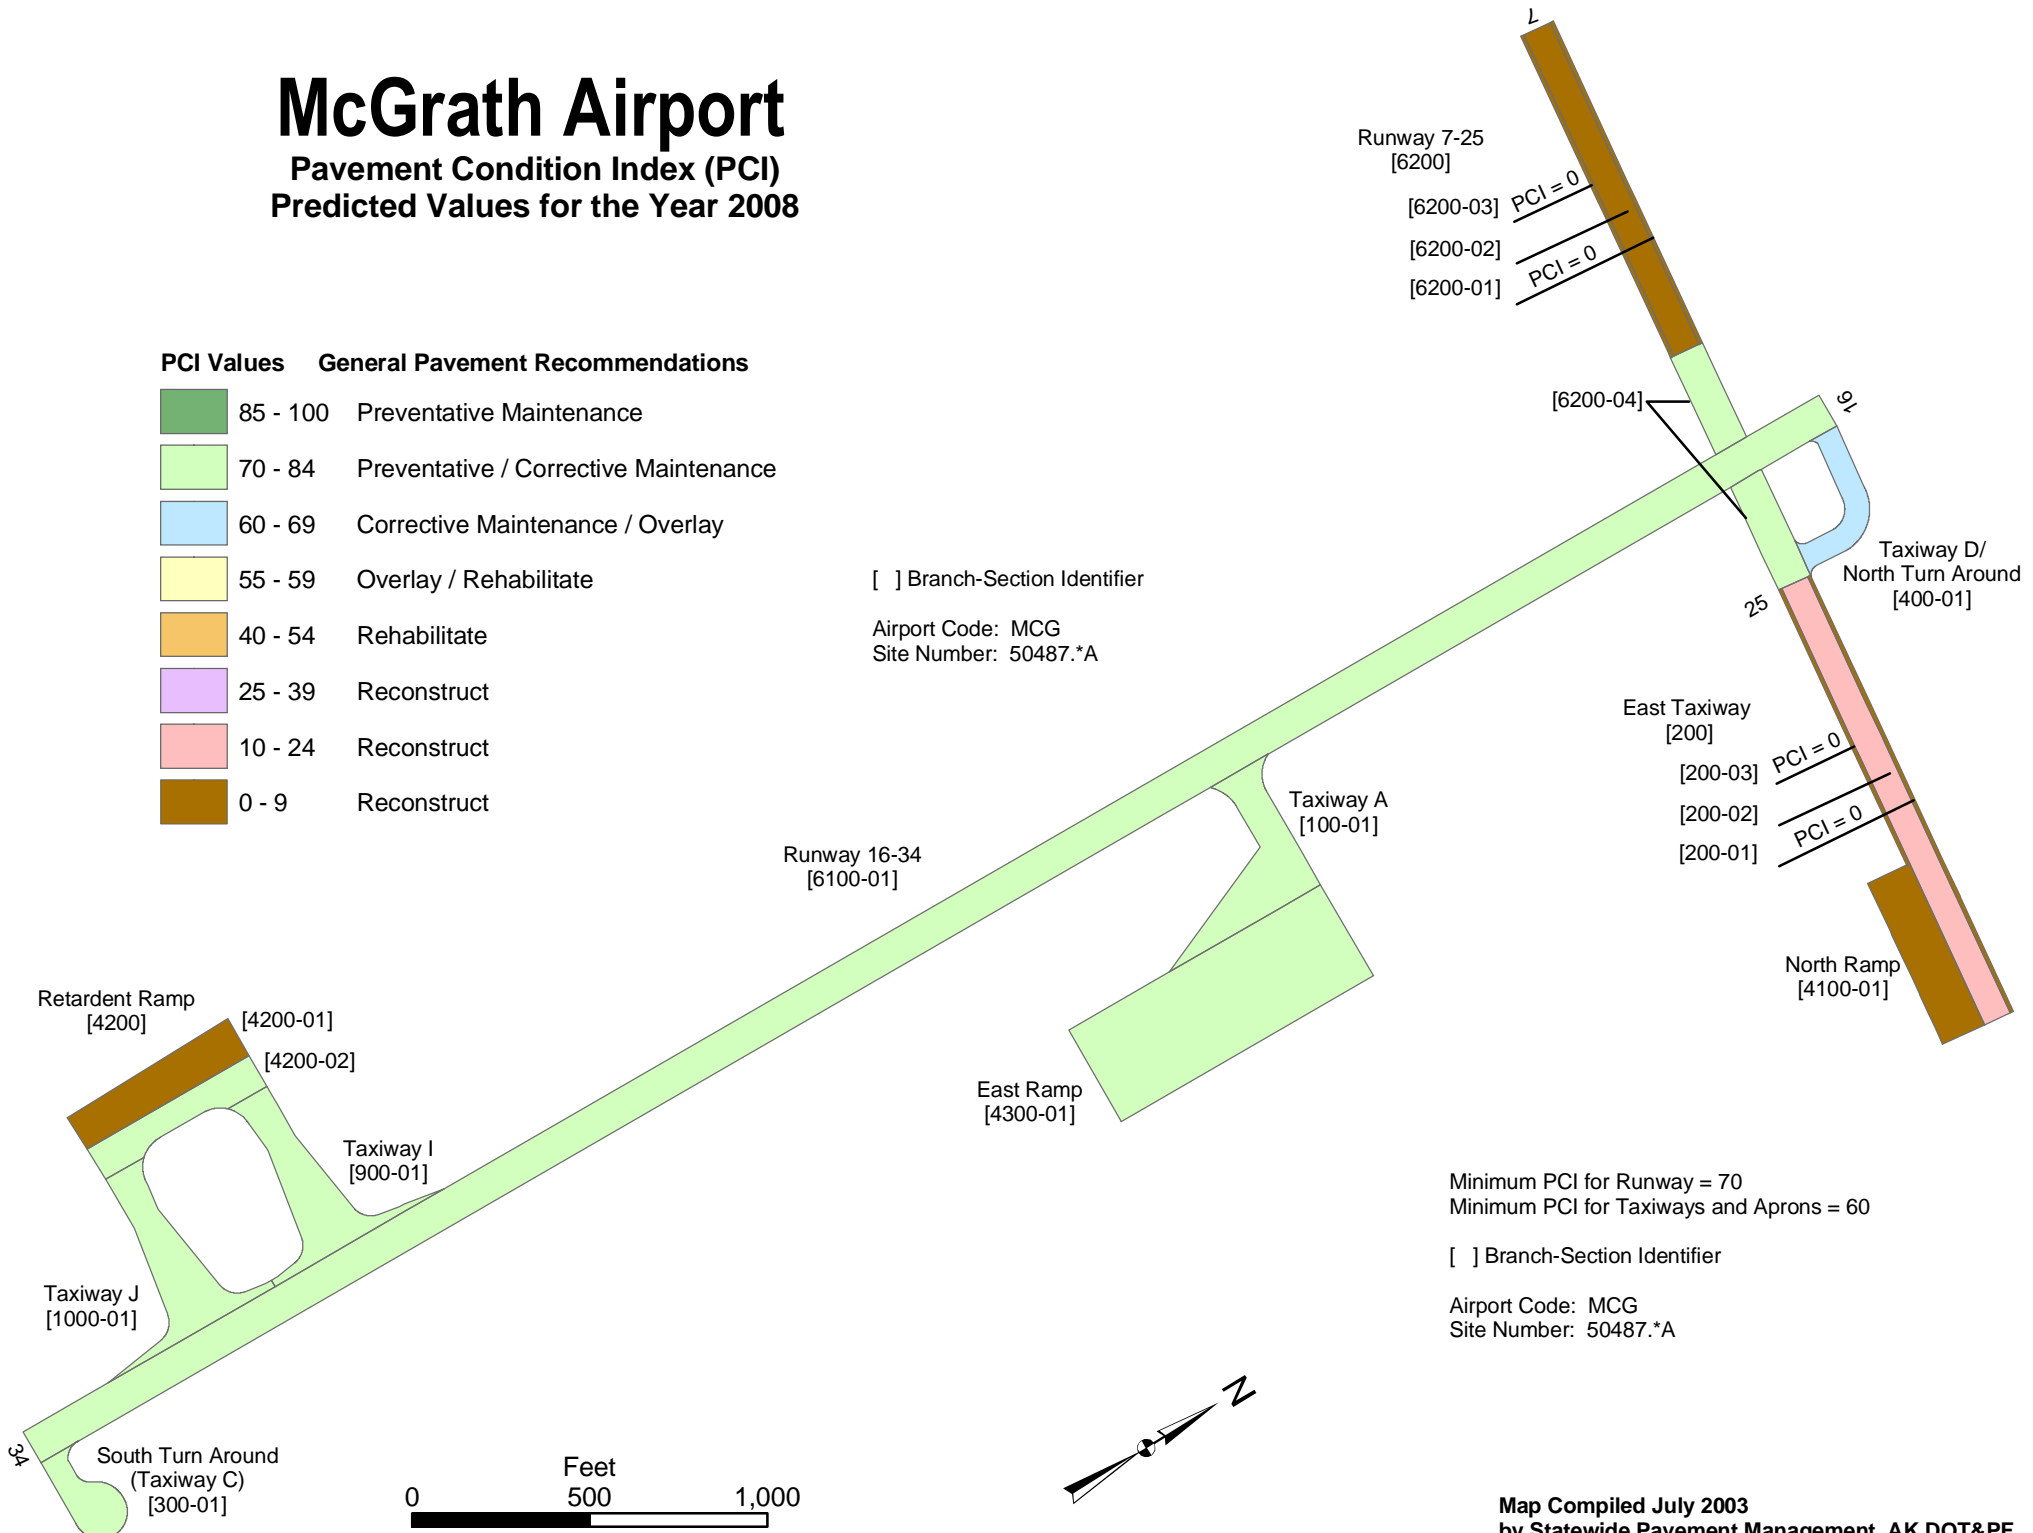 McGrath Airport
Pavement Condition Index (PCI)
Predicted Values for the Year 2008
PCI Values General Pavement Recommendations
85 - 100 Preventative Maintenance
70 - 84 Preventative / Corrective Maintenance
60 - 69 Corrective Maintenance / Overlay
55 - 59 Overlay / Rehabilitate
40 - 54 Rehabilitate
25 - 39 Reconstruct
10 - 24 Reconstruct
0 - 9 Reconstruct
[ ] Branch-Section Identifier
Airport Code: MCG
Site Number: 50487.*A
7
Runway 7-25
[6200]
[6200-03] PCI = 0
[6200-02]
[6200-01] PCI = 0
[6200-04]
16
Taxiway D/
North Turn Around
[400-01]
25
East Taxiway
[200]
[200-03] PCI = 0
[200-02]
[200-01] PCI = 0
North Ramp
[4100-01]
Taxiway A
[100-01]
Runway 16-34
[6100-01]
East Ramp
[4300-01]
Retardent Ramp
[4200]
[4200-01]
[4200-02]
Taxiway I
[900-01]
Taxiway J
[1000-01]
34
South Turn Around
(Taxiway C)
[300-01]
Feet
0 500 1,000
N
Minimum PCI for Runway = 70
Minimum PCI for Taxiways and Aprons = 60
[ ] Branch-Section Identifier
Airport Code: MCG
Site Number: 50487.*A
Map Compiled July 2003
by Statewide Pavement Management, AK DOT&PF